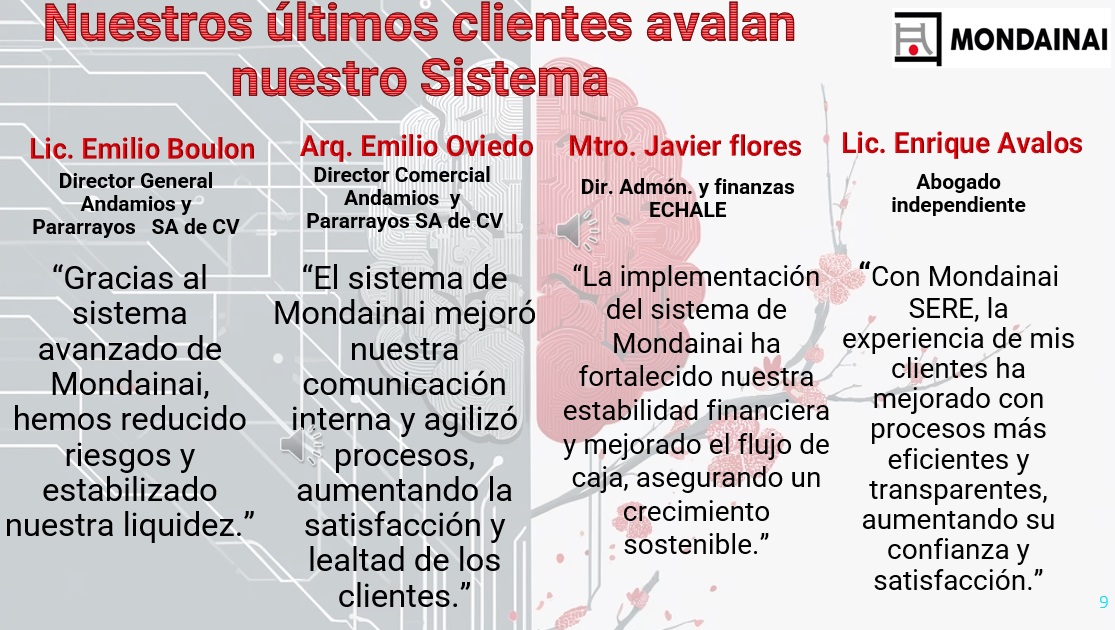 Nuestros últimos clientes avalan
nuestro Sistema
MONDAINAI
Lic. Emilio Boulon
Director General
Andamios y
Pararrayos SA de CV
“Gracias al
sistema
avanzado de
Mondainai,
hemos reducido
riesgos y
estabilizado
nuestra liquidez.”
Arq. Emilio Oviedo
Director Comercial
Andamios y
Pararrayos SA de CV
“El sistema de
Mondainai mejoró
nuestra
comunicación
interna y agilizó
procesos,
aumentando la
satisfacción y
lealtad de los
clientes.”
Mtro. Javier flores
Dir. Admón. y finanzas
ECHALE
“La implementación
del sistema de
Mondainai ha
fortalecido nuestra
estabilidad financiera
y mejorado el flujo de
caja, asegurando un
crecimiento
sostenible.”
Lic. Enrique Avalos
Abogado
independiente
“Con Mondainai
SERE, la
experiencia de mis
clientes ha
mejorado con
procesos más
eficientes y
transparentes,
aumentando su
confianza y
satisfacción.”
9